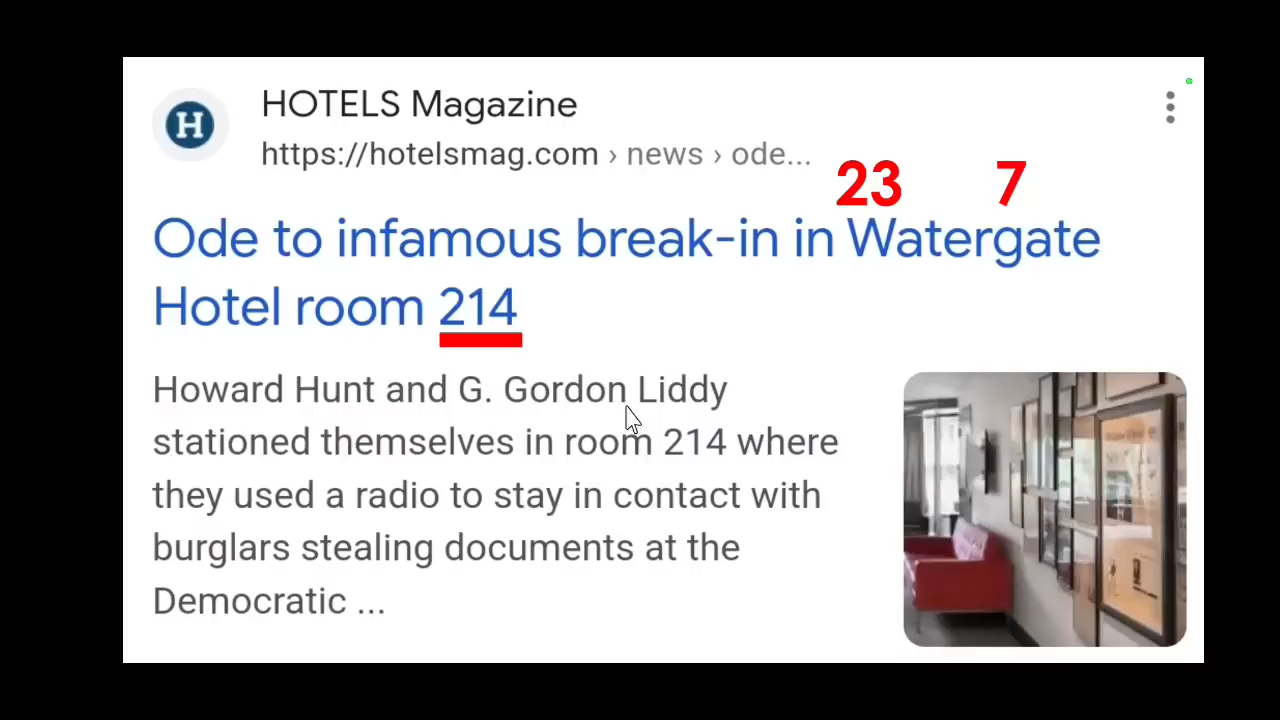 H
HOTELS Magazine
https://hotelsmag.com › news › ode...
23 7
Ode to infamous break-in in Watergate
Hotel room 214
Howard Hunt and G. Gordon Liddy
stationed themselves in room 214 where
they used a radio to stay in contact with
burglars stealing documents at the
Democratic ...